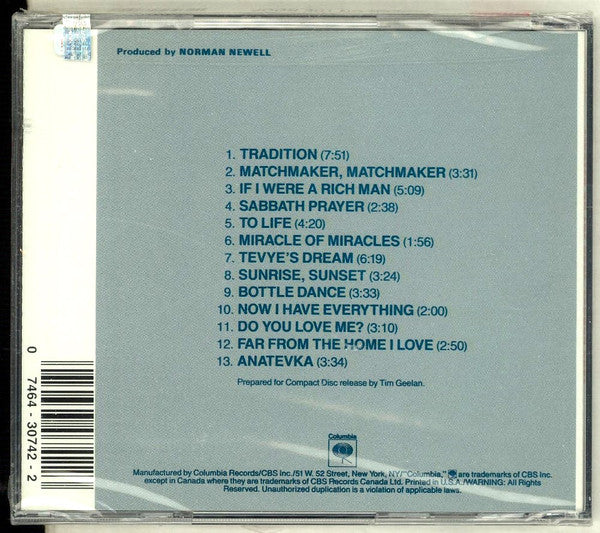 Produced by NORMAN NEWELL
1. TRADITION (7:51)
2. MATCHMAKER, MATCHMAKER (3:31)
3. IF I WERE A RICH MAN (5:09)
4. SABBATH PRAYER (2:38)
5. TO LIFE (4:20)
6. MIRACLE OF MIRACLES (1:56)
7. TEVYE'S DREAM (6:19)
8. SUNRISE, SUNSET (3:24)
9. BOTTLE DANCE (3:33)
10. NOW I HAVE EVERYTHING (2:00)
11. DO YOU LOVE ME? (3:10)
12. FAR FROM THE HOME I LOVE (2:50)
13. ANATEVKA (3:34)
Prepared for Compact Disc release by Tim Geelan.
Columbia
Manufactured by Columbia Records/CBS Inc./51 W. 52 Street, New York, NY/"Columbia," are trademarks of CBS Inc.
except in Canada where they are trademarks of CBS Records Canada Ltd. Printed in U.S.A./WARNING: All Rights
Reserved. Unauthorized duplication is a violation of applicable laws.
0 7464-30742-2